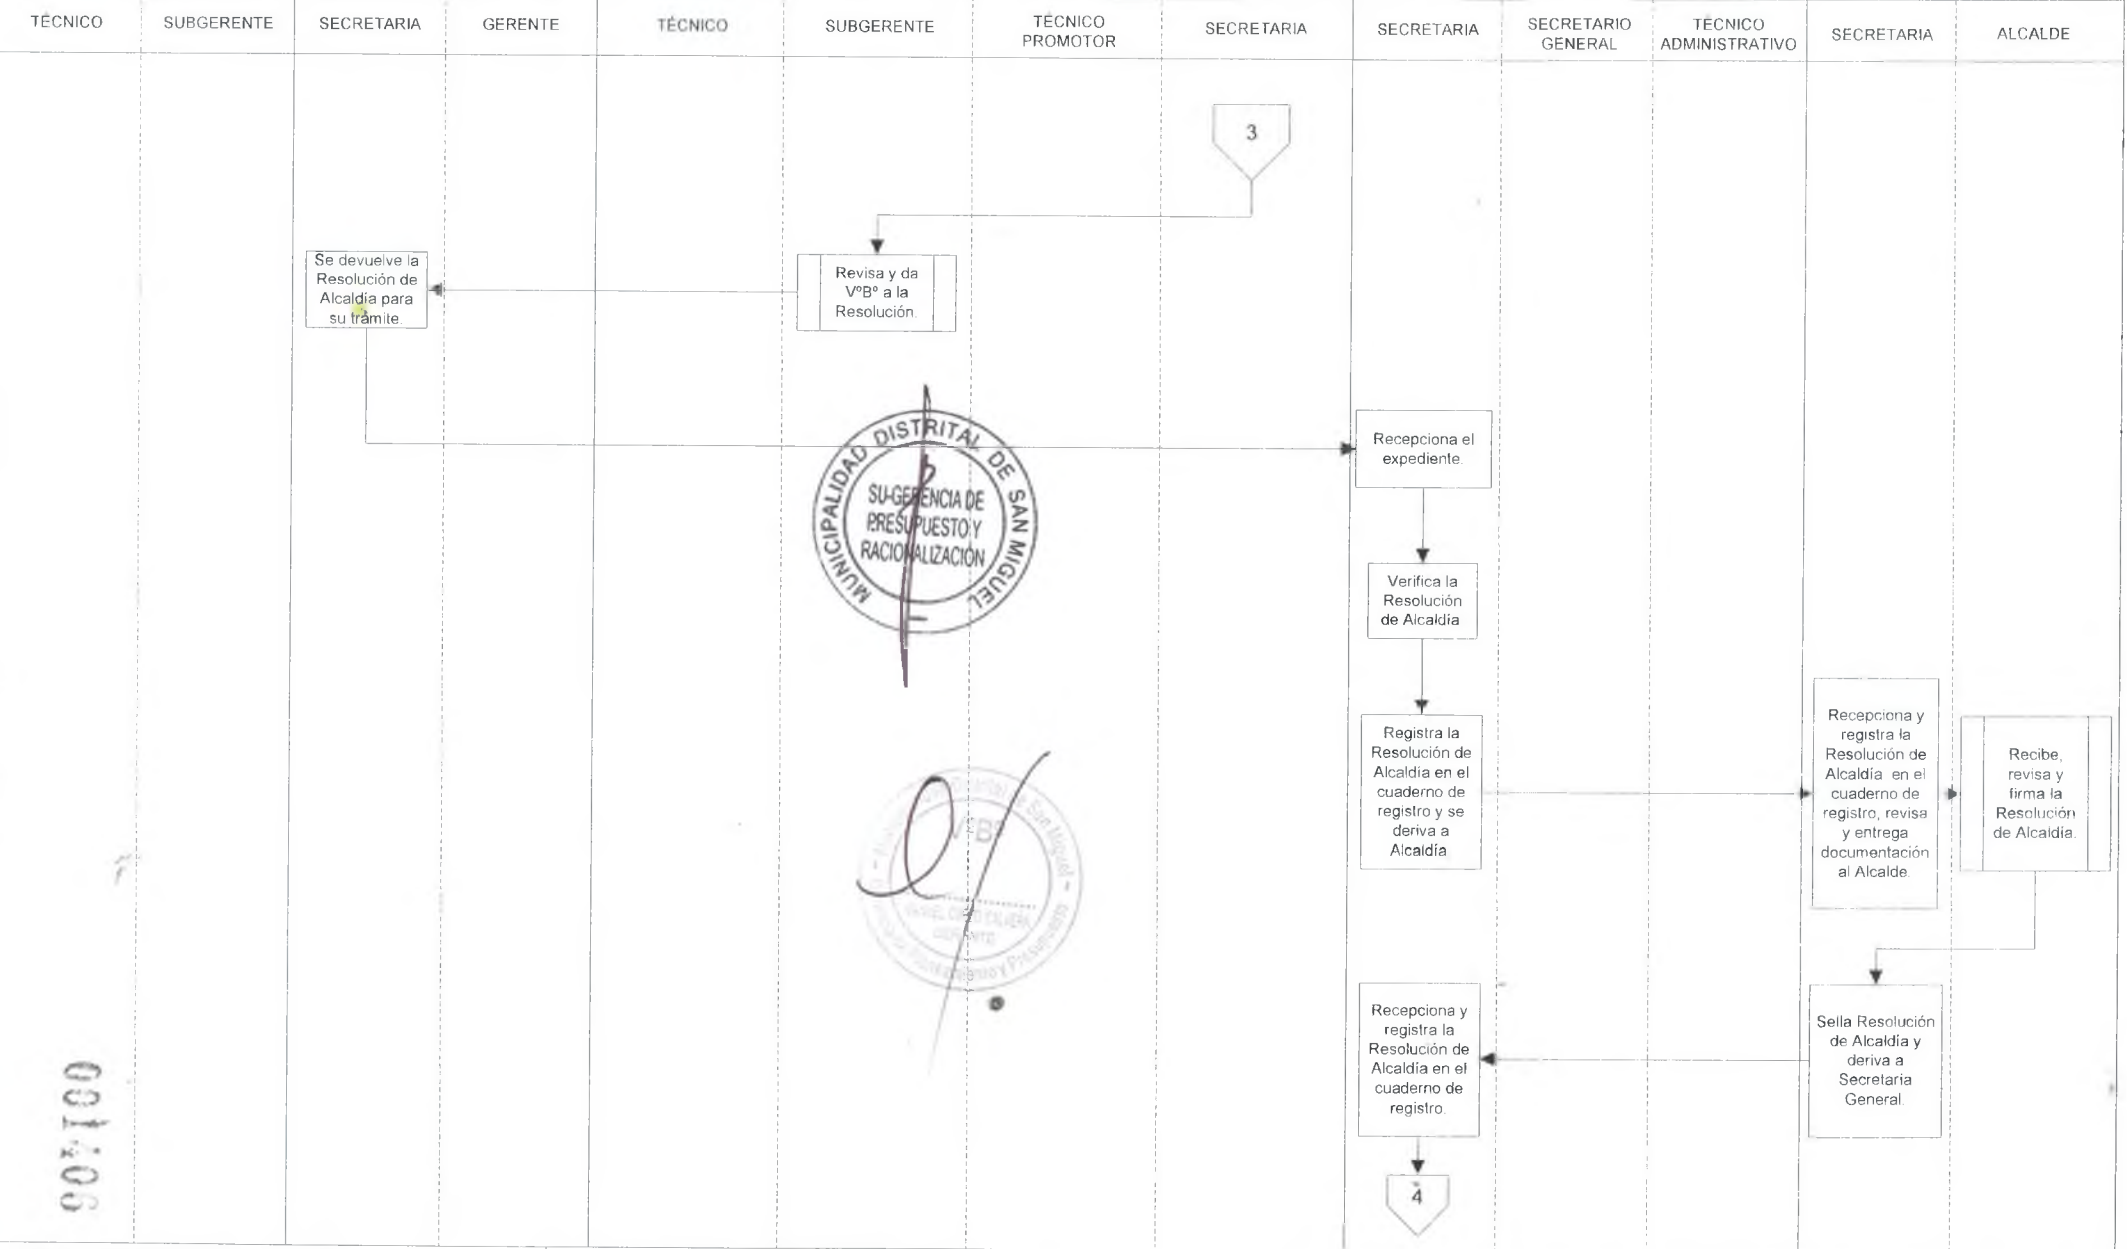 TÉCNICO
SUBGERENTE
SECRETARIA
GERENTE
TÉCNICO
SUBGERENTE
TÉCNICO
PROMOTOR
SECRETARIA
SECRETARIA
SECRETARIO
GENERAL
TÉCNICO
ADMINISTRATIVO
SECRETARIA
ALCALDE
3
Revisa y da
VºBº a la
Resolución.
Se devuelve la
Resolución de
Alcaldía para
su trámite.
MUNICIPALIDAD DISTRITAL DE SAN MIGUEL
SU-GERENCIA DE
PRESUPUESTO Y
RACIONALIZACIÓN
Recepciona el
expediente.
Verifica la
Resolución
de Alcaldía
Registra la
Resolución de
Alcaldía en el
cuaderno de
registro y se
deriva a
Alcaldía
Recepciona y
registra la
Resolución de
Alcaldía en el
cuaderno de
registro, revisa
y entrega
documentación
al Alcalde.
Recibe,
revisa y
firma la
Resolución
de Alcaldía.
VºBº
de San Miguel
Sella Resolución
de Alcaldía y
deriva a
Secretaria
General.
Recepciona y
registra la
Resolución de
Alcaldía en el
cuaderno de
registro.
4